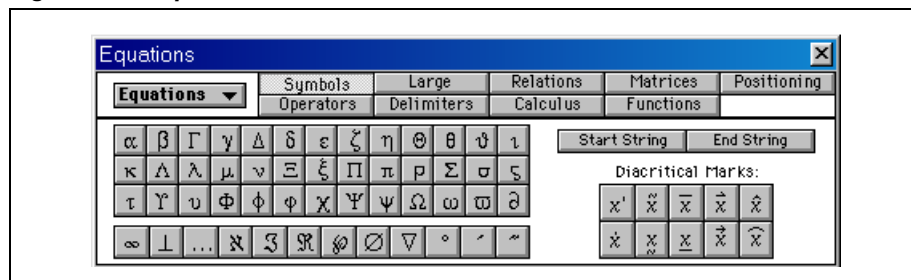 Equations
Equations Symbols Large Relations Matrices Positioning
Operators Delimiters Calculus Functions
Start String End String
α β Γ γ Δ δ ε ζ η Θ θ ϑ ι
Diacritical Marks:
κ Λ λ μ ν Ξ ξ Π π ρ Σ σ ς
τ ϒ υ Φ ϕ φ χ Ψ ψ Ω ω ϖ ∂
∞ ⊥ … ℵ ℑ ℜ ℘ ∅ ∇ ° ′ ″
x' x̃ x̄ x⃗ x̂
ẋ x̰ x̲ x⃗ x̑